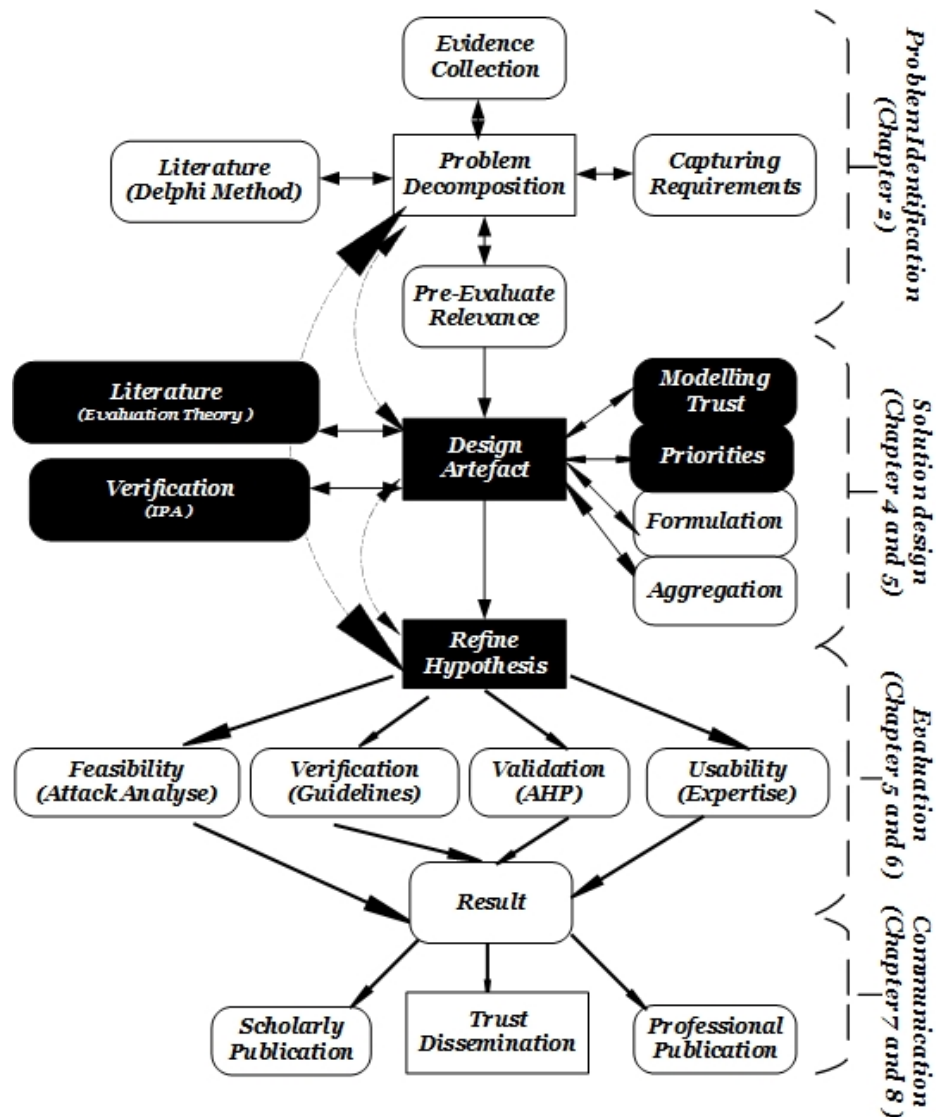 Evidence
Collection
Literature
(Delphi Method)
Problem
Decomposition
Capturing
Requirements
Pre-Evaluate
Relevance
ProblemIdentification
(Chapter 2)
Literature
(Evaluation Theory)
Verification
(IPA)
Design
Artefact
Modelling
Trust
Priorities
Formulation
Aggregation
Solution design
(Chapter 4 and 5)
Refine
Hypothesis
Feasibility
(Attack Analyse)
Verification
(Guidelines)
Validation
(AHP)
Usability
(Expertise)
Evaluation
(Chapter 5 and 6)
Result
Scholarly
Publication
Trust
Dissemination
Professional
Publication
Communication
(Chapter 7 and 8)